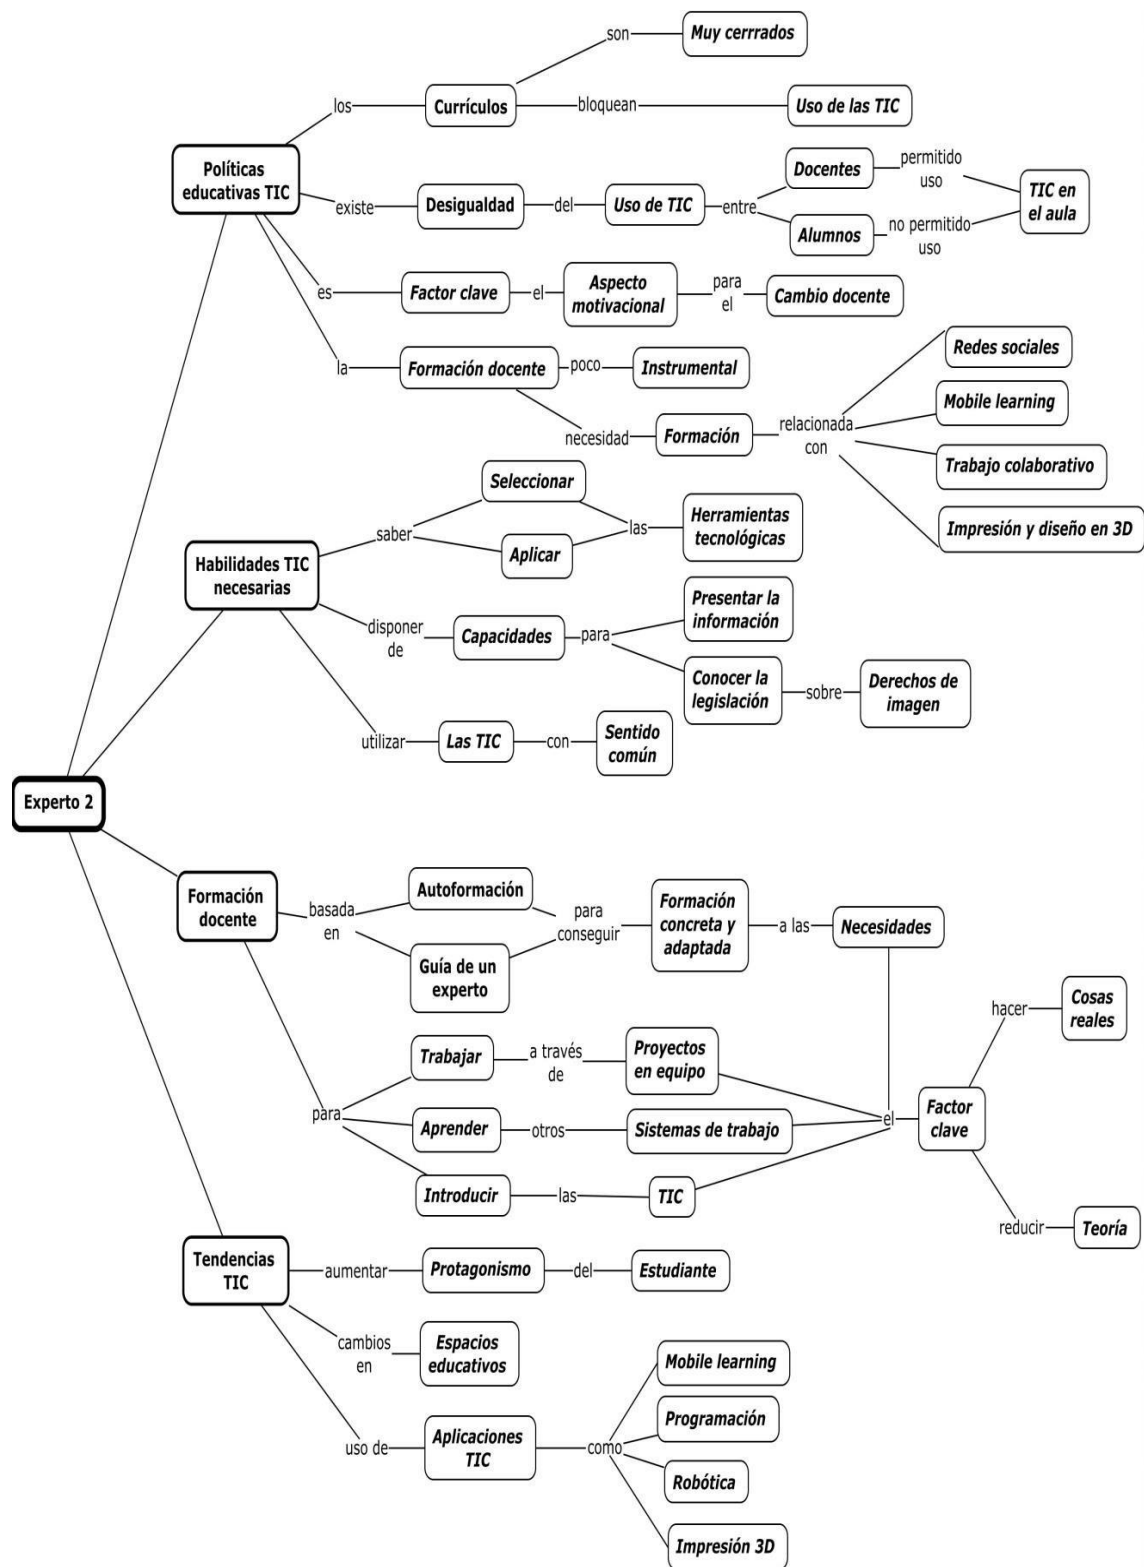 son
Muy cerrrados
los
Currículos
bloquean
Uso de las TIC
Políticas
educativas TIC
existe
Desigualdad
del
Uso de TIC
entre
Docentes
permitido
uso
Alumnos
no permitido
uso
TIC en
el aula
es
Factor clave
el
Aspecto
motivacional
para
el
Cambio docente
la
Formación docente
poco
Instrumental
necesidad
Formación
relacionada
con
Redes sociales
Mobile learning
Trabajo colaborativo
Impresión y diseño en 3D
Habilidades TIC
necesarias
saber
Seleccionar
Aplicar
las
Herramientas
tecnológicas
disponer
de
Capacidades
para
Presentar la
información
Conocer la
legislación
sobre
Derechos de
imagen
utilizar
Las TIC
con
Sentido
común
Experto 2
Formación
docente
basada
en
Autoformación
Guía de un
experto
para
conseguir
Formación
concreta y
adaptada
a las
Necesidades
para
Trabajar
a través
de
Proyectos
en equipo
Aprender
otros
Sistemas de trabajo
Introducir
las
TIC
el
Factor
clave
hacer
Cosas
reales
reducir
Teoría
Tendencias
TIC
aumentar
Protagonismo
del
Estudiante
cambios
en
Espacios
educativos
uso de
Aplicaciones
TIC
como
Mobile learning
Programación
Robótica
Impresión 3D